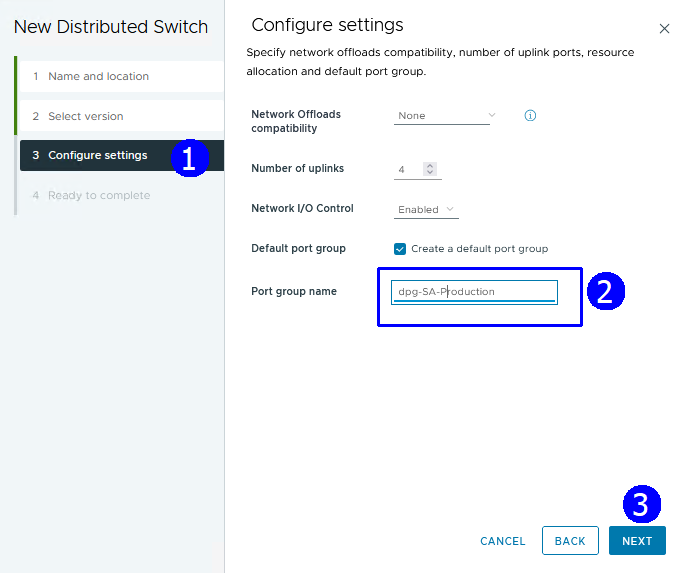 New Distributed Switch
1 Name and location
2 Select version
3 Configure settings
1
4 Ready to complete
Configure settings
Specify network offloads compatibility, number of uplink ports, resource
allocation and default port group.
Network Offloads
compatibility
None
Number of uplinks
4
Network I/O Control
Enabled
Default port group
Create a default port group
Port group name
dpg-SA-Production
2
3
CANCEL
BACK
NEXT